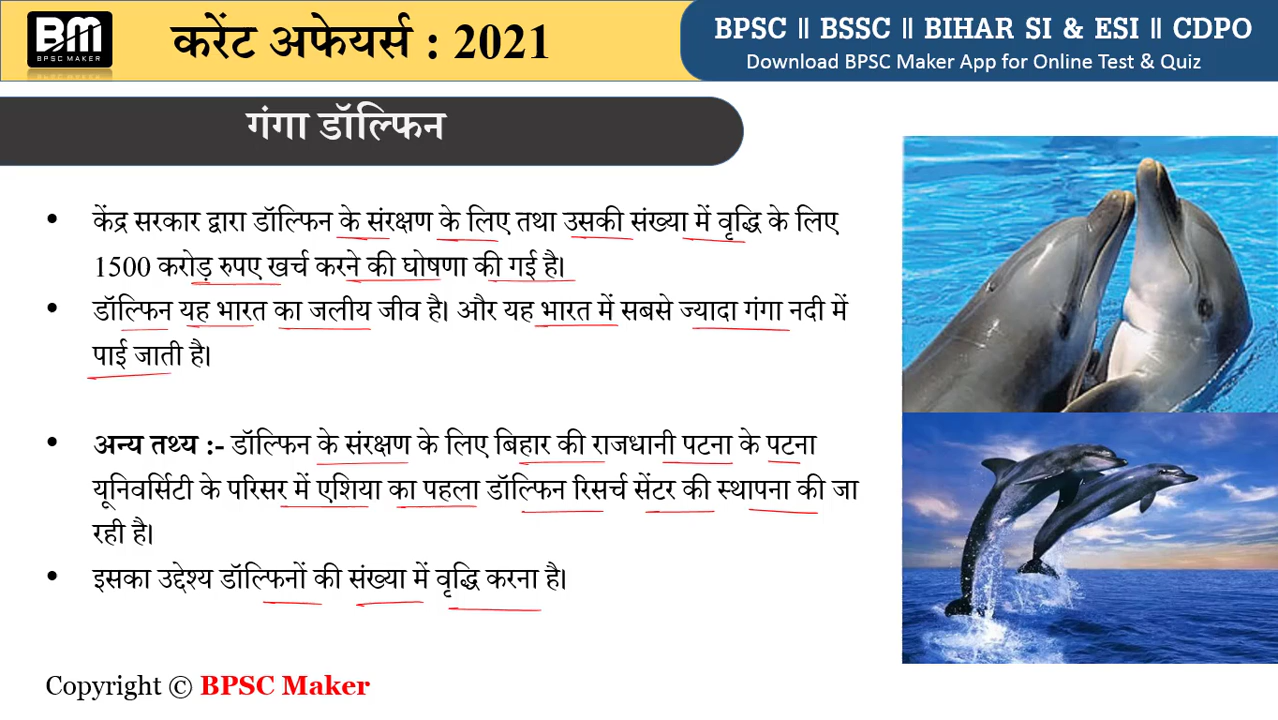 BM
BPSC MAKER
करेंट अफेयर्स : 2021
BPSC || BSSC || BIHAR SI & ESI || CDPO
Download BPSC Maker App for Online Test & Quiz
गंगा डॉल्फिन
• केंद्र सरकार द्वारा डॉल्फिन के संरक्षण के लिए तथा उसकी संख्या में वृद्धि के लिए
1500 करोड़ रुपए खर्च करने की घोषणा की गई है।
• डॉल्फिन यह भारत का जलीय जीव है। और यह भारत में सबसे ज्यादा गंगा नदी में
पाई जाती है।
• अन्य तथ्य :- डॉल्फिन के संरक्षण के लिए बिहार की राजधानी पटना के पटना
यूनिवर्सिटी के परिसर में एशिया का पहला डॉल्फिन रिसर्च सेंटर की स्थापना की जा
रही है।
• इसका उद्देश्य डॉल्फिनों की संख्या में वृद्धि करना है।
Copyright © BPSC Maker